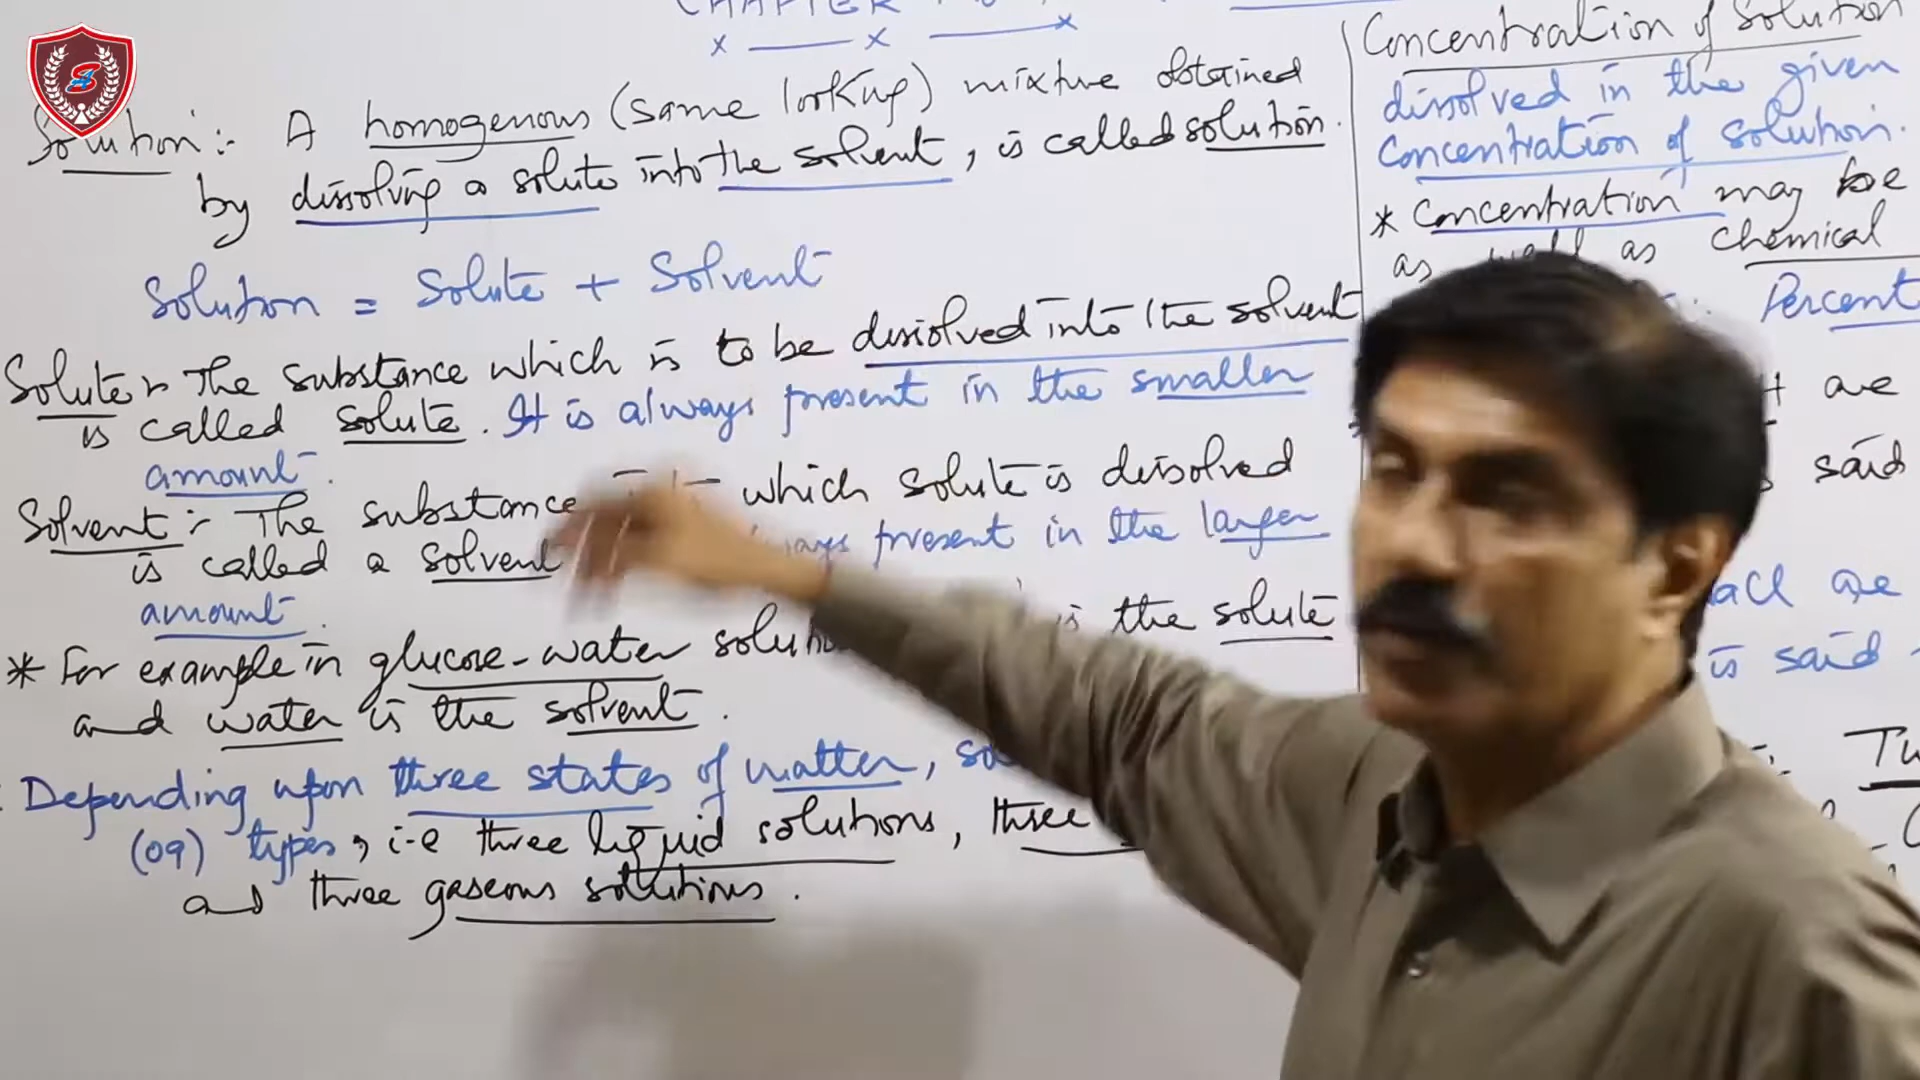 CHAPTER
Solution:- A homogenous (same looking) mixture obtained
by dissolving a solute into the solvent, is called solution.
Solution = Solute + Solvent
Solute:- The substance which is to be dissolved into the solvent
is called solute. It is always present in the smaller
amount.
Solvent:- The substance which solute is dissolved
is called a solvent present in the larger
amount.
* For example in glucose-water is the solute
and water is the solvent.
Depending upon three states of matter,
(09) types, i-e three liquid solutions, three
and three gaseous solutions.
Concentration of solution
dissolved in the given
concentration of solution.
* Concentration may be
as well as chemical
Percent
are
said
are
is said